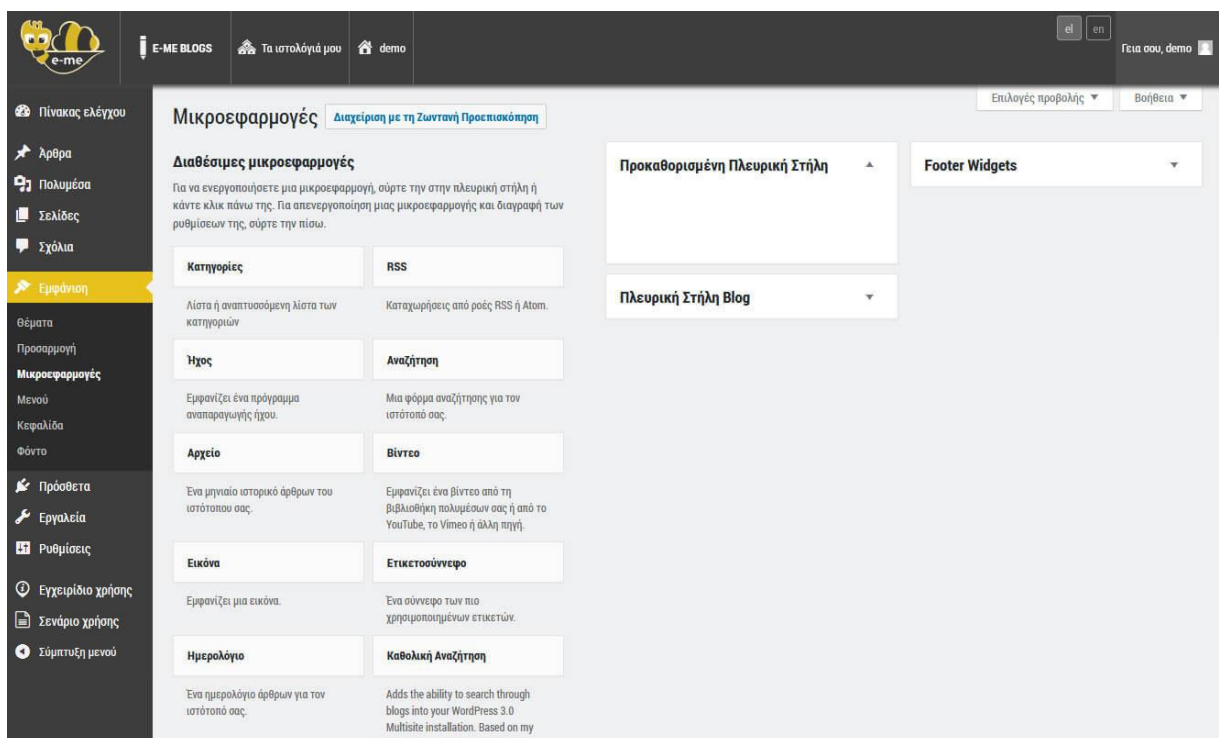 e-me
E-ME BLOGS
Τα ιστολόγιά μου
demo
el
en
Γεια σου, demo
Πίνακας ελέγχου
Άρθρα
Πολυμέσα
Σελίδες
Σχόλια
Εμφάνιση
Θέματα
Προσαρμογή
Μικροεφαρμογές
Μενού
Κεφαλίδα
Φόντο
Πρόσθετα
Εργαλεία
Ρυθμίσεις
Εγχειρίδιο χρήσης
Σενάριο χρήσης
Σύμπτυξη μενού
Επιλογές προβολής
Βοήθεια
Μικροεφαρμογές
Διαχείριση με τη Ζωντανή Προεπισκόπηση
Διαθέσιμες μικροεφαρμογές
Για να ενεργοποιήσετε μια μικροεφαρμογή, σύρτε την στην πλευρική στήλη ή
κάντε κλικ πάνω της. Για απενεργοποίηση μιας μικροεφαρμογής και διαγραφή των
ρυθμίσεων της, σύρτε την πίσω.
Κατηγορίες
Λίστα ή αναπτυσσόμενη λίστα των
κατηγοριών
RSS
Καταχωρήσεις από ροές RSS ή Atom.
Ήχος
Εμφανίζει ένα πρόγραμμα
αναπαραγωγής ήχου.
Αναζήτηση
Μια φόρμα αναζήτησης για τον
ιστότοπό σας.
Αρχείο
Ένα μηνιαίο ιστορικό άρθρων του
ιστότοπου σας.
Βίντεο
Εμφανίζει ένα βίντεο από τη
βιβλιοθήκη πολυμέσων σας ή από το
YouTube, το Vimeo ή άλλη πηγή.
Εικόνα
Εμφανίζει μια εικόνα.
Ετικετοσύννεφο
Ένα σύννεφο των πιο
χρησιμοποιημένων ετικετών.
Ημερολόγιο
Ένα ημερολόγιο άρθρων για τον
ιστότοπό σας.
Καθολική Αναζήτηση
Adds the ability to search through
blogs into your WordPress 3.0
Multisite installation. Based on my
Προκαθορισμένη Πλευρική Στήλη
Πλευρική Στήλη Blog
Footer Widgets